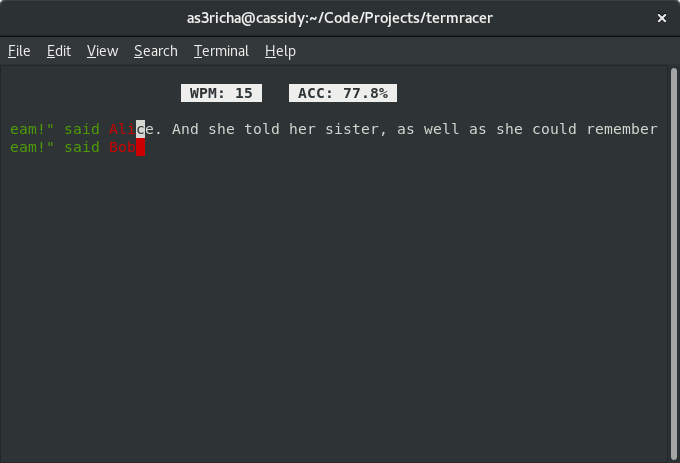 as3richa@cassidy:~/Code/Projects/termracer
File Edit View Search Terminal Help
WPM: 15 ACC: 77.8%
eam!" said Alice. And she told her sister, as well as she could remember
eam!" said Bob